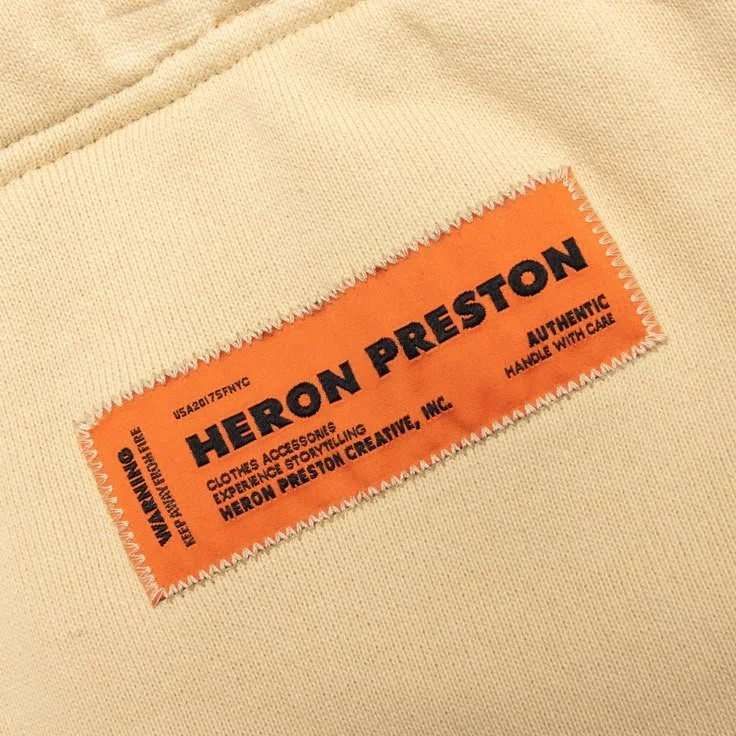 USA20175FNYC
HERON PRESTON
CLOTHES ACCESSORIES
EXPERIENCE STORYTELLING
HERON PRESTON CREATIVE, INC.
AUTHENTIC
HANDLE WITH CARE
WARNING
KEEP AWAY FROM FIRE